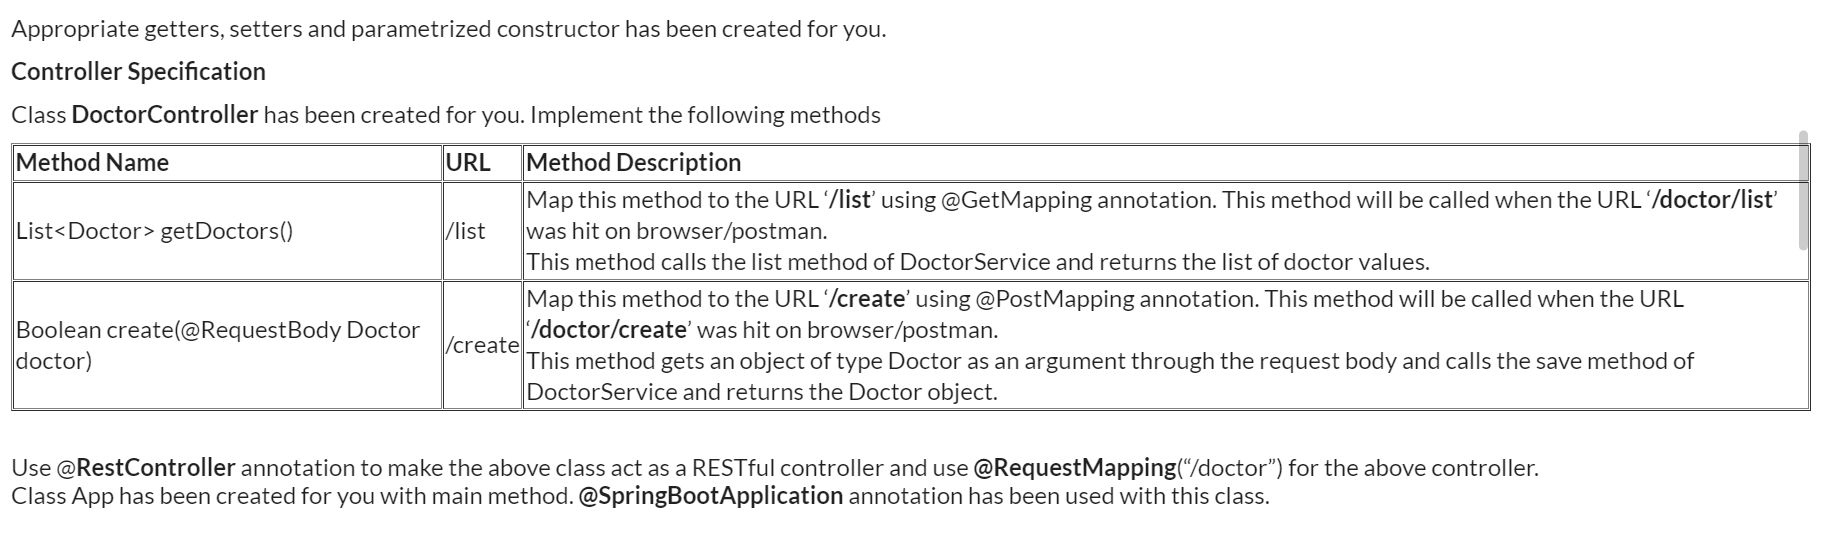 Appropriate getters, setters and parametrized constructor has been created for you.
Controller Specification
Class DoctorController has been created for you. Implement the following methods
Method Name URL Method Description
List<Doctor> getDoctors()
/list
Map this method to the URL ‘/list’ using @GetMapping annotation. This method will be called when the URL ‘/doctor/list’
was hit on browser/postman.
This method calls the list method of DoctorService and returns the list of doctor values.
Boolean create(@RequestBody Doctor
doctor)
/create
Map this method to the URL ‘/create’ using @PostMapping annotation. This method will be called when the URL
‘/doctor/create’ was hit on browser/postman.
This method gets an object of type Doctor as an argument through the request body and calls the save method of
DoctorService and returns the Doctor object.
Use @RestController annotation to make the above class act as a RESTful controller and use @RequestMapping(“/doctor”) for the above controller.
Class App has been created for you with main method. @SpringBootApplication annotation has been used with this class.